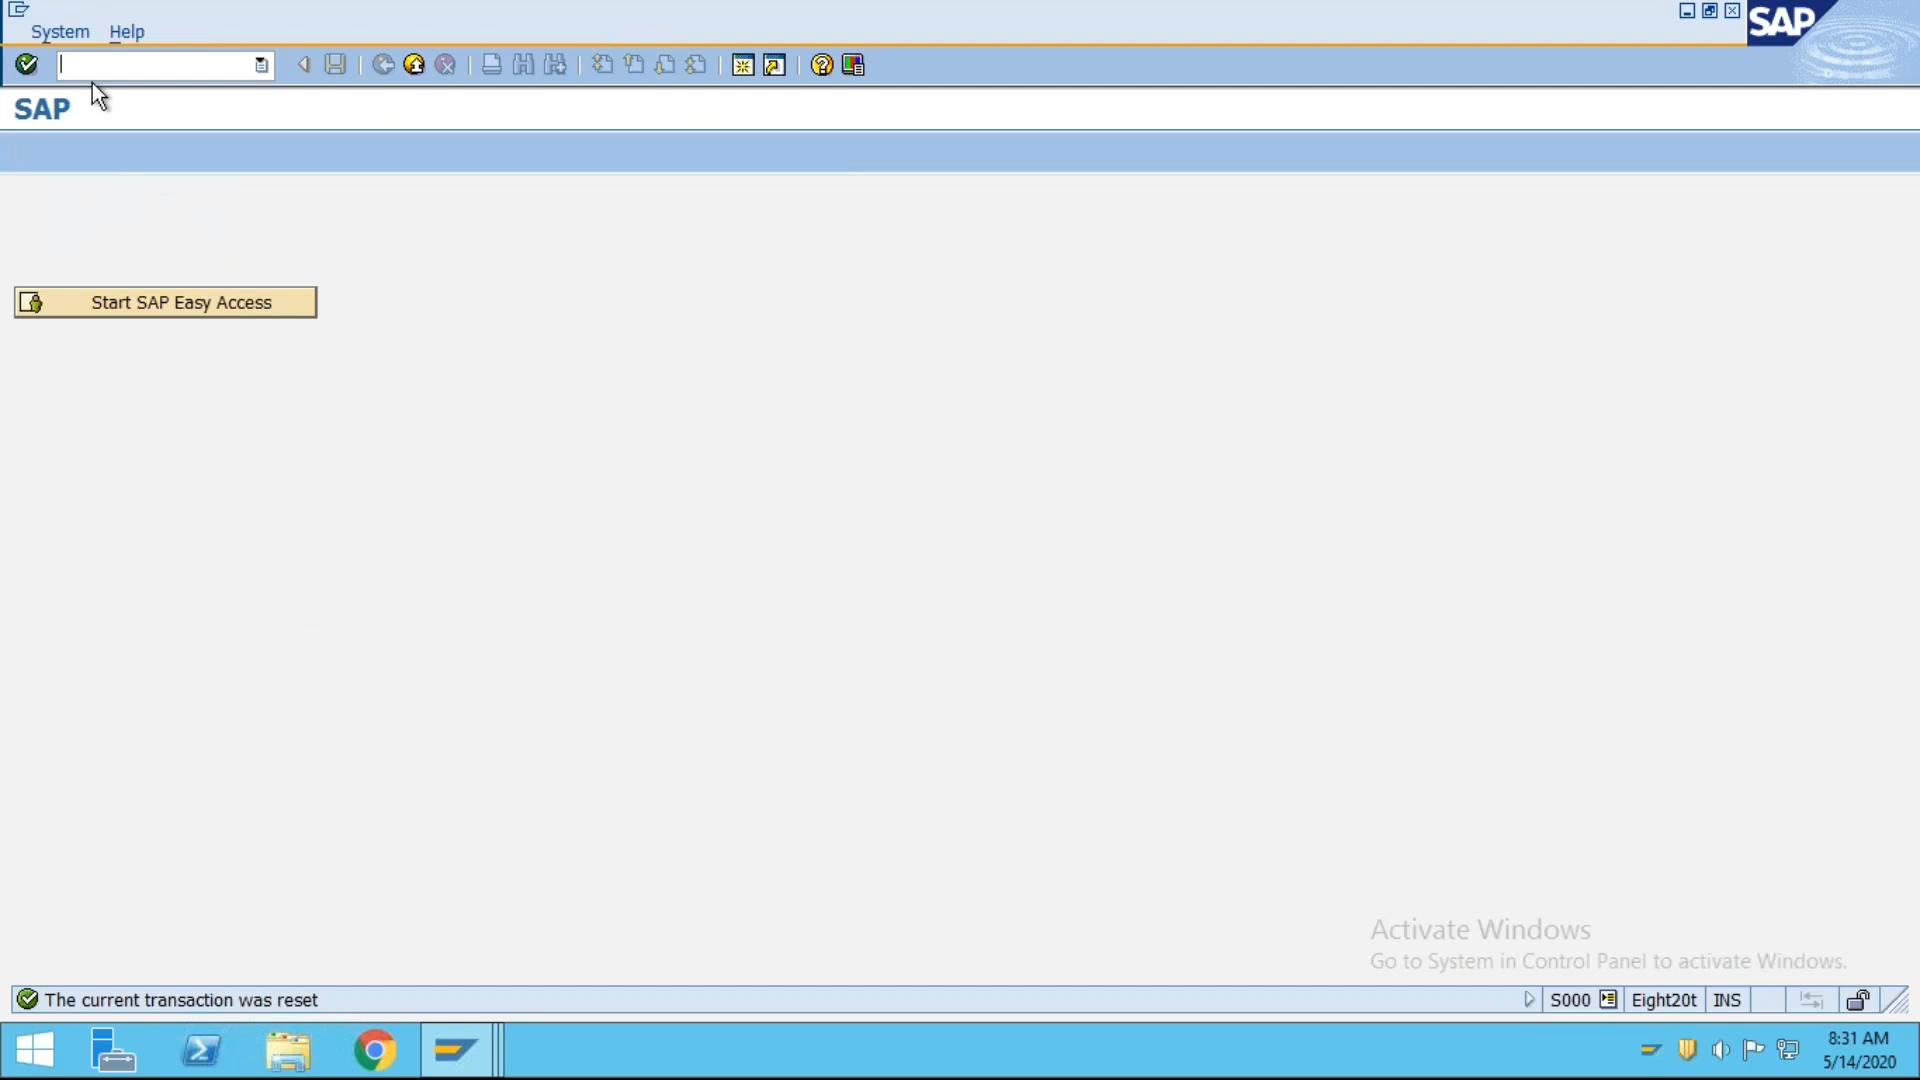 System Help
SAP
SAP
Start SAP Easy Access
Activate Windows
Go to System in Control Panel to activate Windows.
The current transaction was reset
S000 Eight20t INS
8:31 AM
5/14/2020